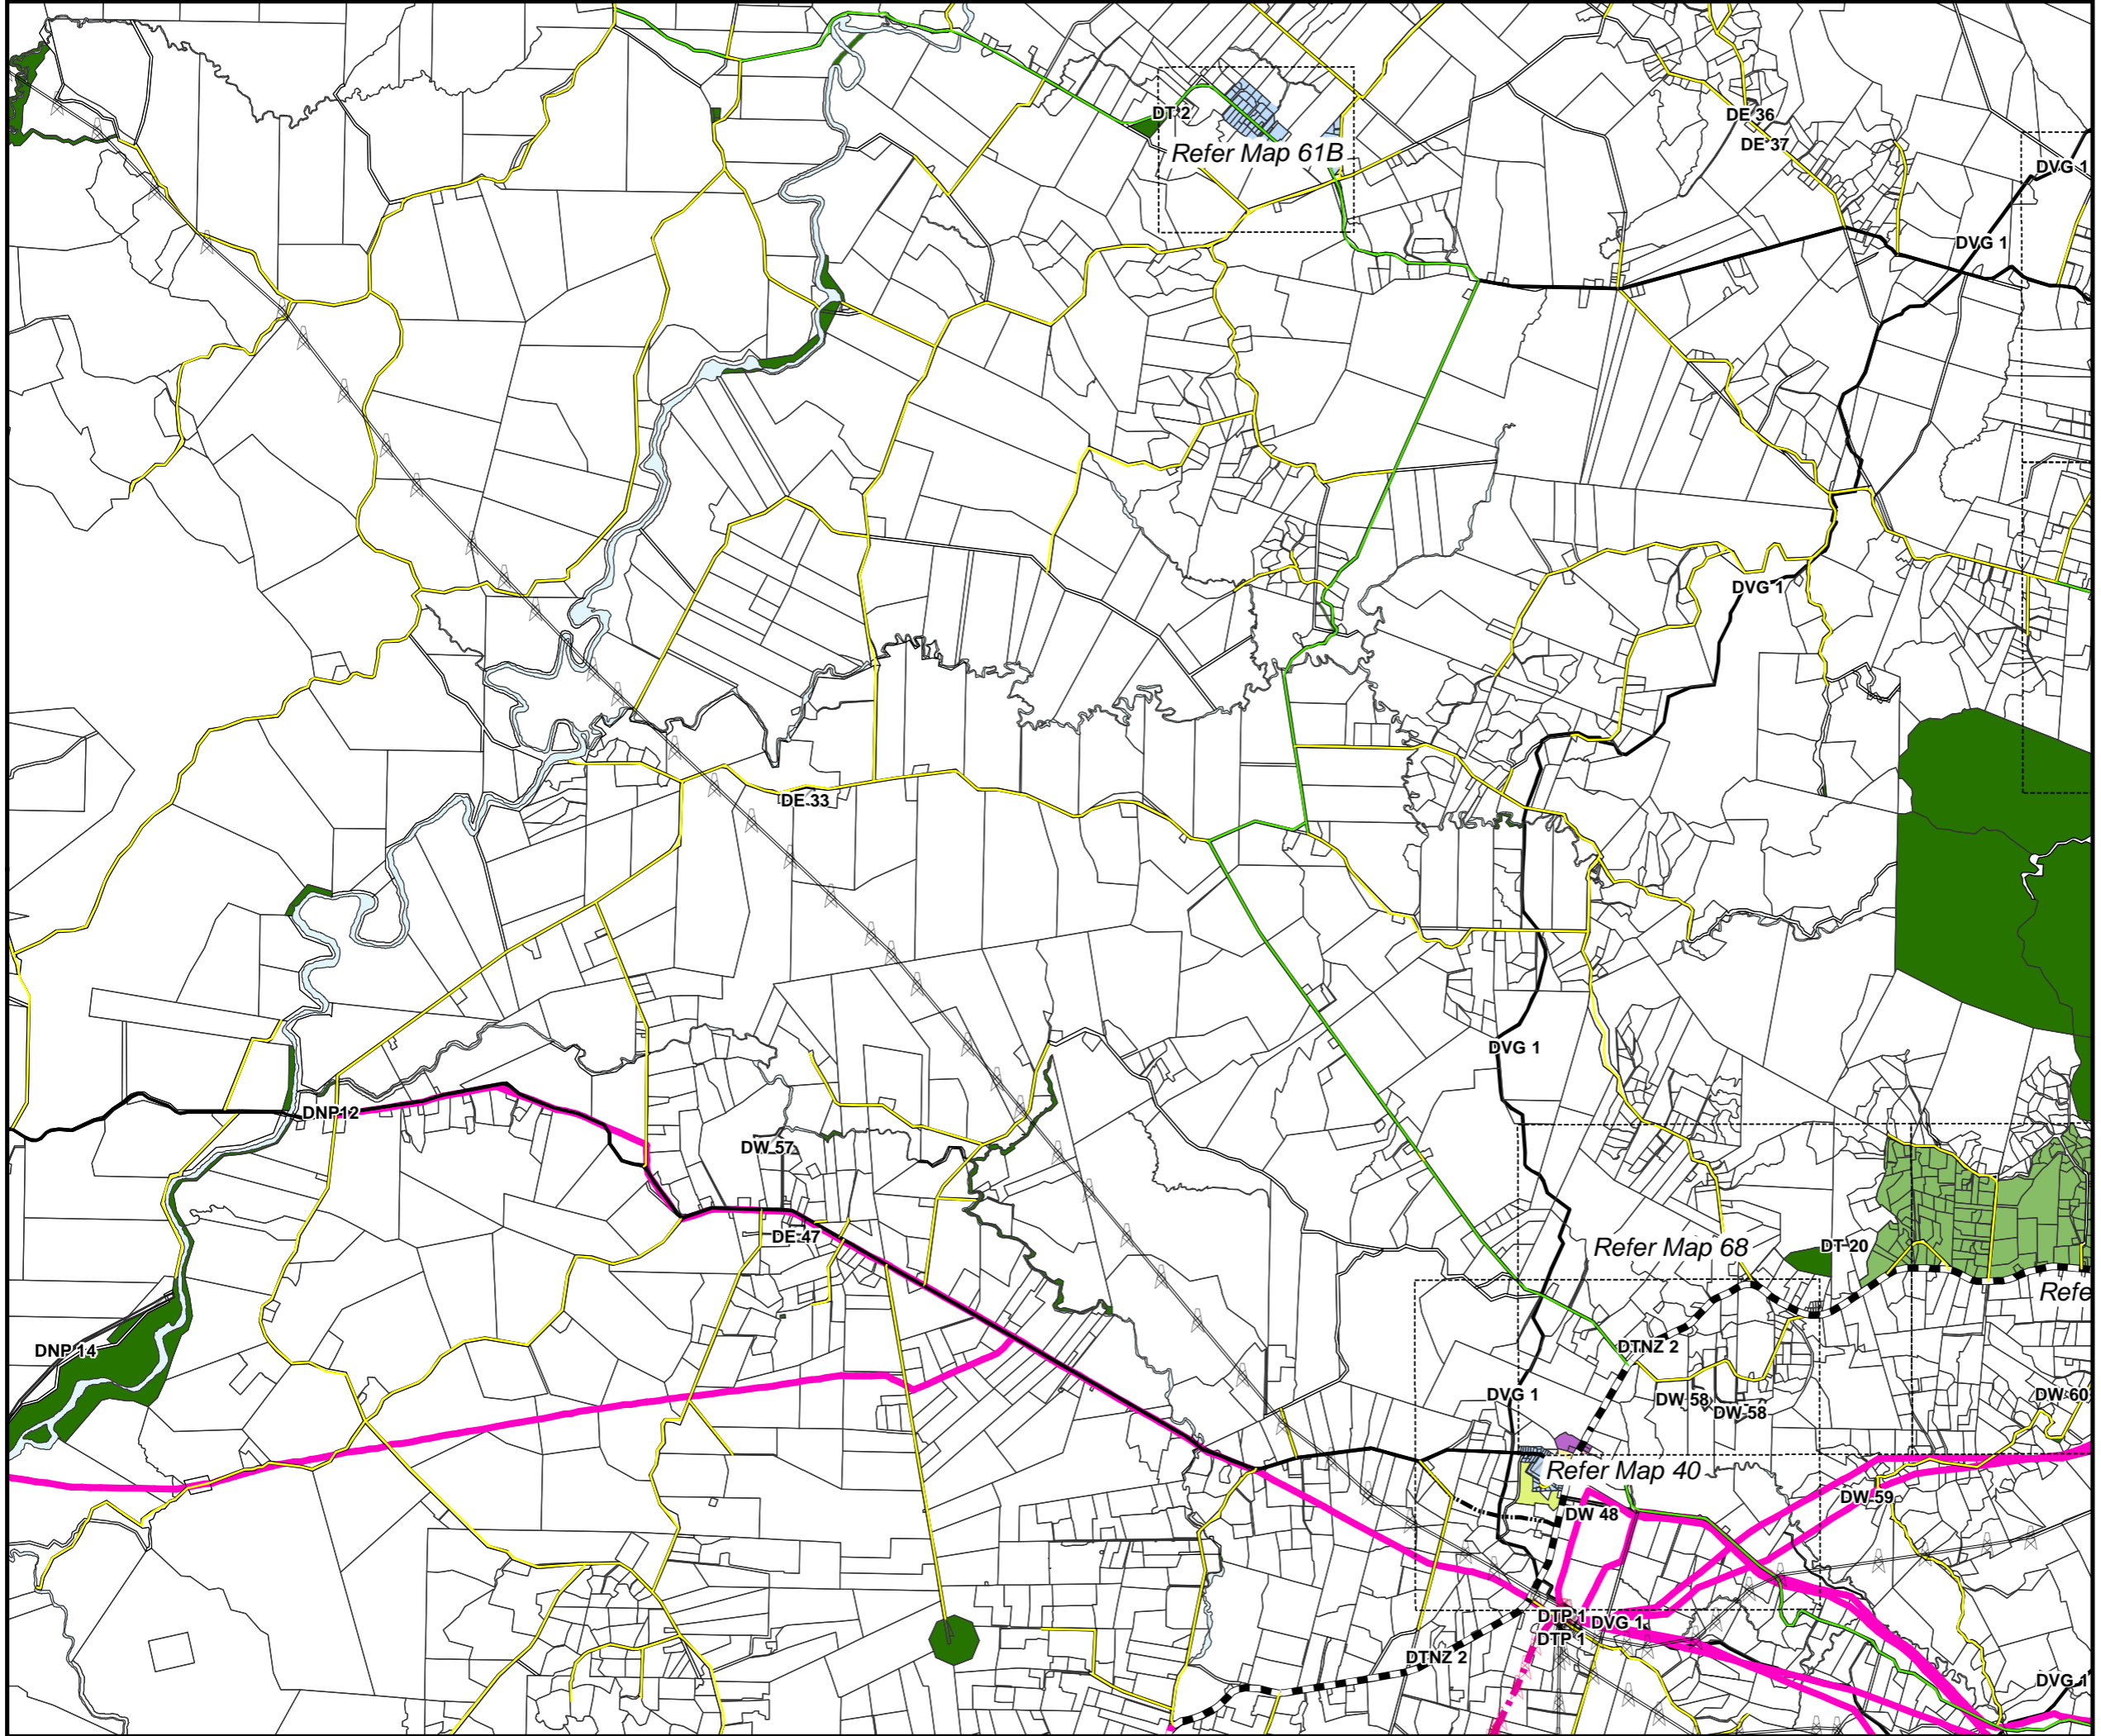 DT 2
DE 36
Refer Map 61B
DE 37
DVG 1
DVG 1
DVG 1
DE 33
DVG 1
DNP12
DW 57
DE 47
Refer Map 68
DT 20
Refe
DNP 14
DTNZ 2
DVG 1
DW 58
DW 58
DW 60
Refer Map 40
DW 59
DW 48
DTP 1
DVG 1
DTP 1
DTNZ 2
DVG 1